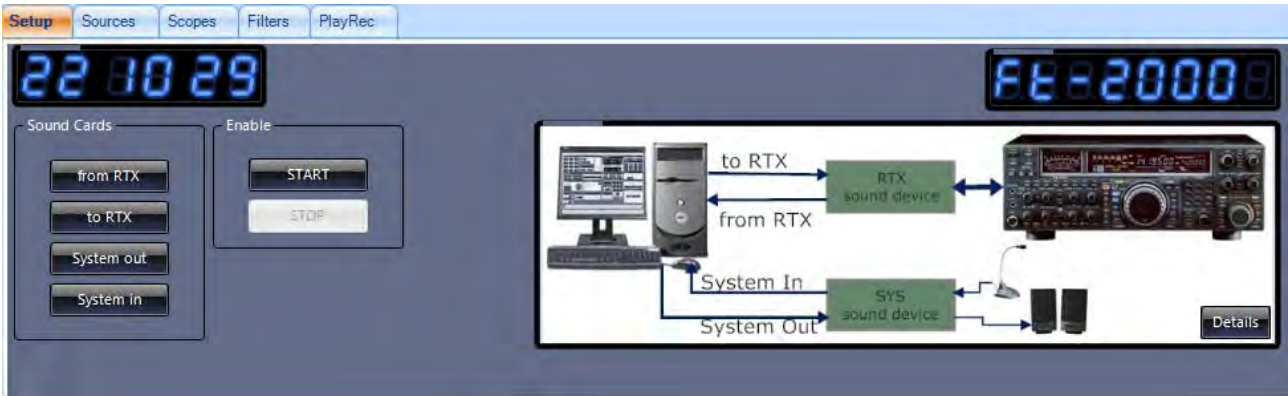 Setup Sources Scopes Filters PlayRec
22 10 29
Ft-2000
Sound Cards
from RTX
to RTX
System out
System in
Enable
START
STOP
to RTX
from RTX
RTX
sound device
System In
System Out
SYS
sound device
Details